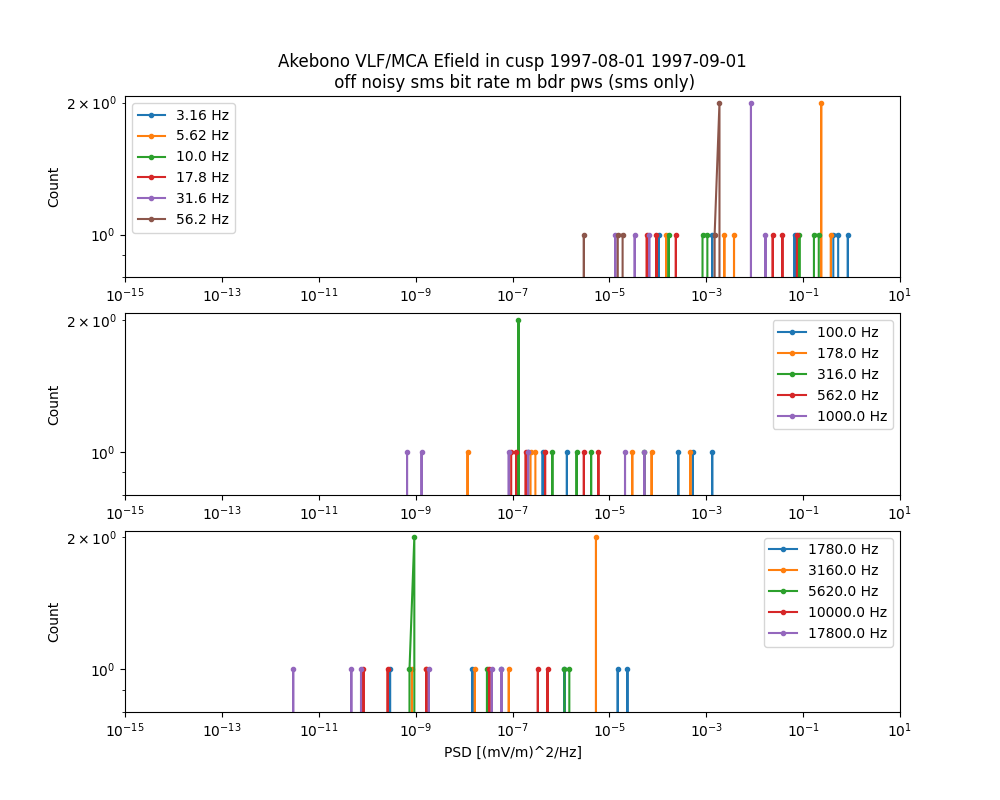 Akebono VLF/MCA Efield in cusp 1997-08-01 1997-09-01
off noisy sms bit rate m bdr pws (sms only)
2 × 10⁰
10⁰
Count
3.16 Hz
5.62 Hz
10.0 Hz
17.8 Hz
31.6 Hz
56.2 Hz
10⁻¹⁵ 10⁻¹³ 10⁻¹¹ 10⁻⁹ 10⁻⁷ 10⁻⁵ 10⁻³ 10⁻¹ 10¹
2 × 10⁰
10⁰
Count
100.0 Hz
178.0 Hz
316.0 Hz
562.0 Hz
1000.0 Hz
10⁻¹⁵ 10⁻¹³ 10⁻¹¹ 10⁻⁹ 10⁻⁷ 10⁻⁵ 10⁻³ 10⁻¹ 10¹
2 × 10⁰
10⁰
Count
1780.0 Hz
3160.0 Hz
5620.0 Hz
10000.0 Hz
17800.0 Hz
10⁻¹⁵ 10⁻¹³ 10⁻¹¹ 10⁻⁹ 10⁻⁷ 10⁻⁵ 10⁻³ 10⁻¹ 10¹
PSD [(mV/m)^2/Hz]